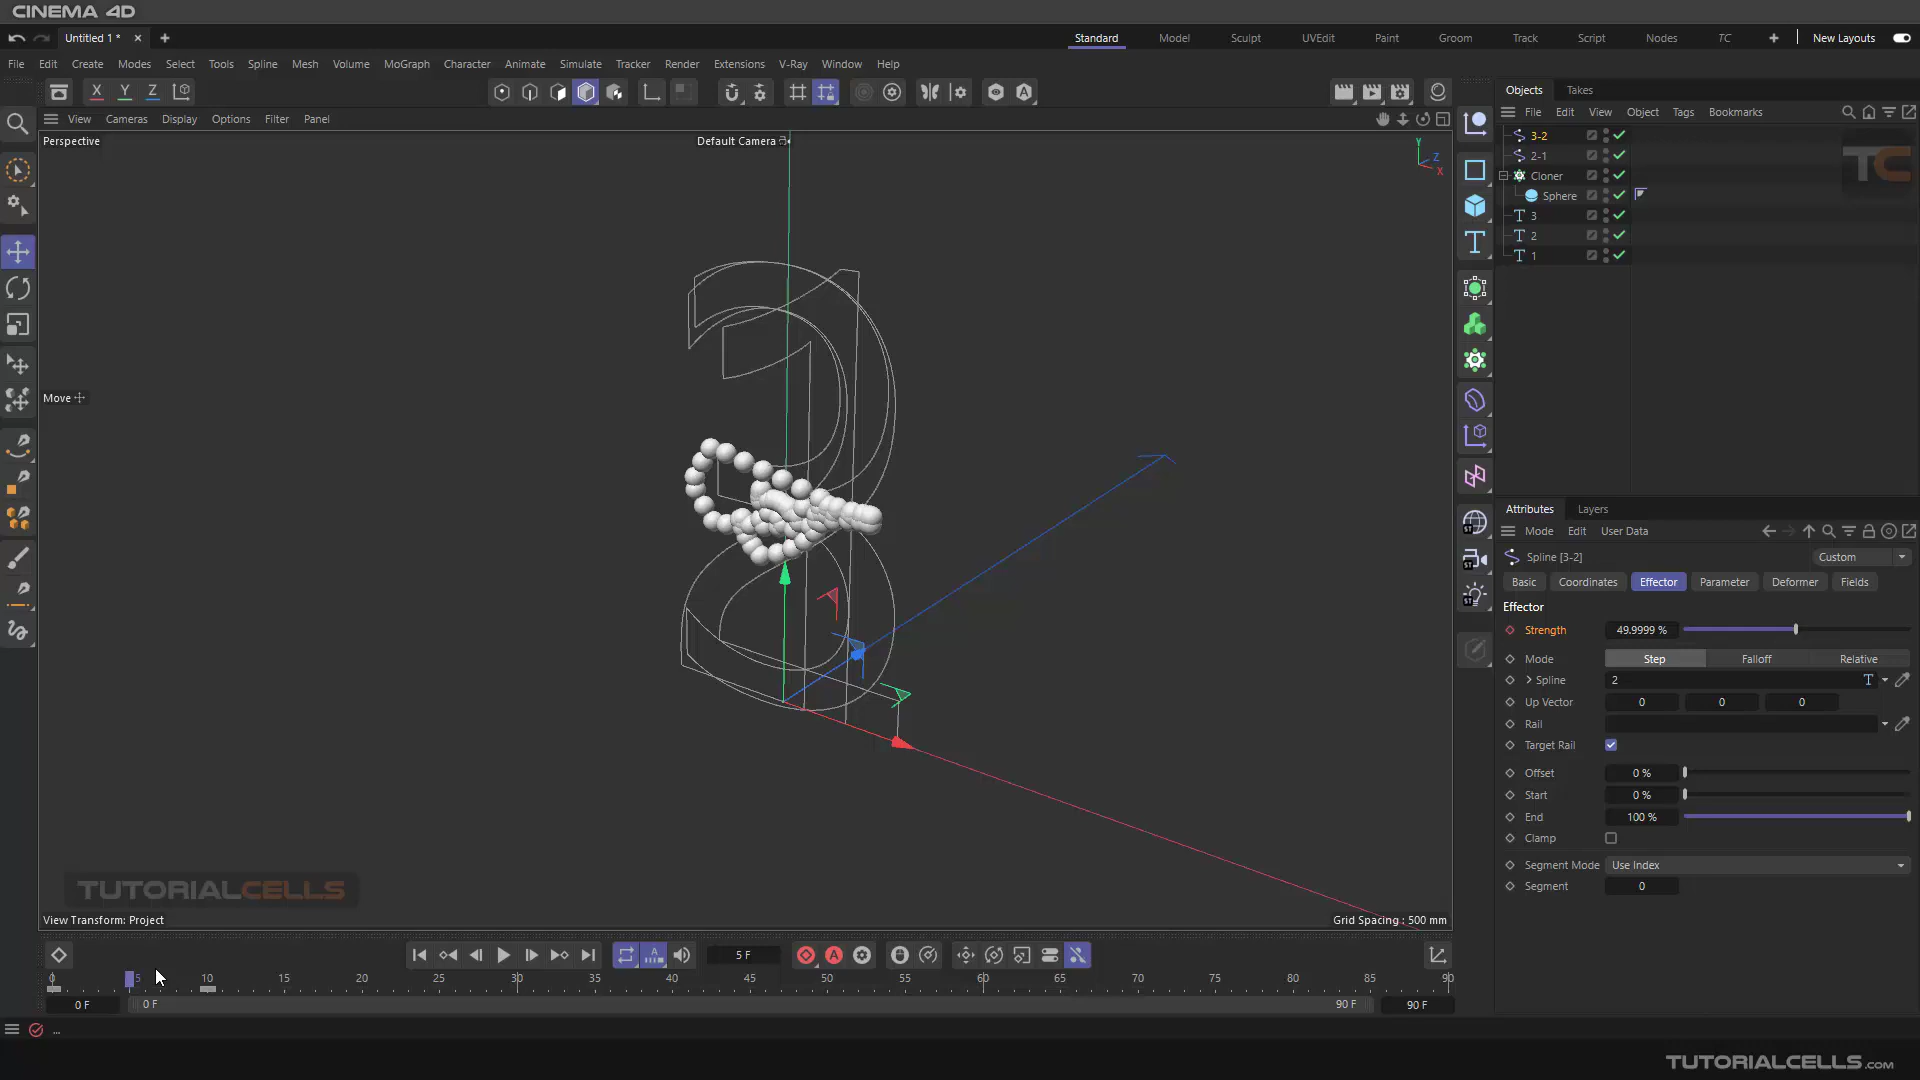 CINEMA 4D
Untitled 1 *
Standard
Model
Sculpt
UVEdit
Paint
Groom
Track
Script
Nodes
TC
New Layouts
File Edit Create Modes Select Tools Spline Mesh Volume MoGraph Character Animate Simulate Tracker Render Extensions V-Ray Window Help
X Y Z
View Cameras Display Options Filter Panel
Perspective
Default Camera
Y
Z
X
Move
TUTORIALCELLS
View Transform: Project
Grid Spacing : 500 mm
Objects Takes
File Edit View Object Tags Bookmarks
3-2
2-1
Cloner
Sphere
3
2
1
TC
Attributes Layers
Mode Edit User Data
Spline [3-2]
Custom
Basic Coordinates Effector Parameter Deformer Fields
Effector
Strength 49.9999 %
Mode Step Falloff Relative
Spline 2
Up Vector 0 0 0
Rail
Target Rail
Offset 0 %
Start 0 %
End 100 %
Clamp
Segment Mode Use Index
Segment 0
5 F
0 5 10 15 20 25 30 35 40 45 50 55 60 65 70 75 80 85 90
0 F 0 F 90 F 90 F
...
TUTORIALCELLS.com